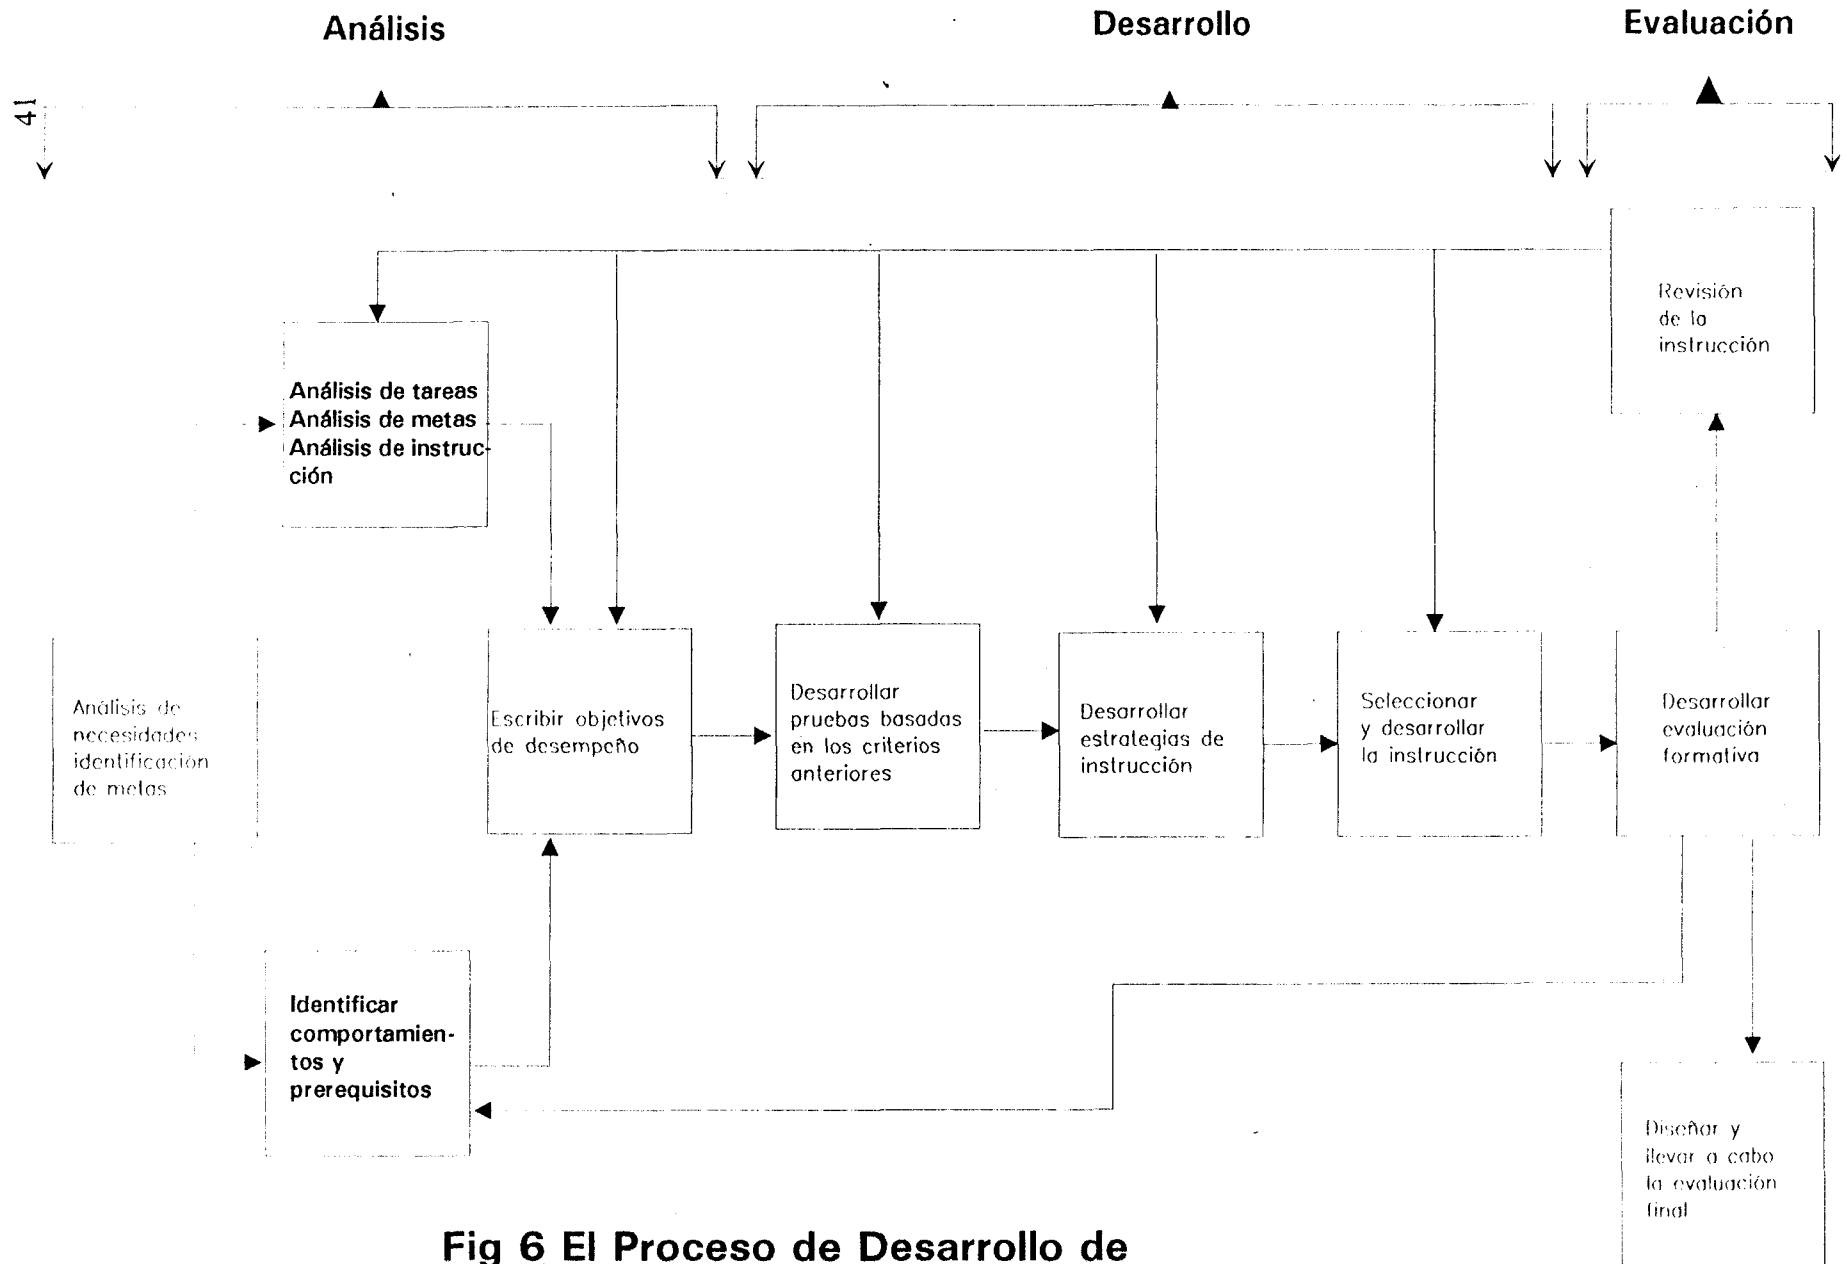 Análisis
Desarrollo
Evaluación
41
Revisión
de la
instrucción
Análisis de tareas
Análisis de metas
Análisis de instruc-
ción
Análisis de
necesidades
identificación
de metas
Escribir objetivos
de desempeño
Desarrollar
pruebas basadas
en los criterios
anteriores
Desarrollar
estrategias de
instrucción
Seleccionar
y desarrollar
la instrucción
Desarrollar
evaluación
formativa
Identificar
comportamien-
tos y
prerequisitos
Diseñar y
llevar a cabo
la evaluación
final
Fig 6 El Proceso de Desarrollo de